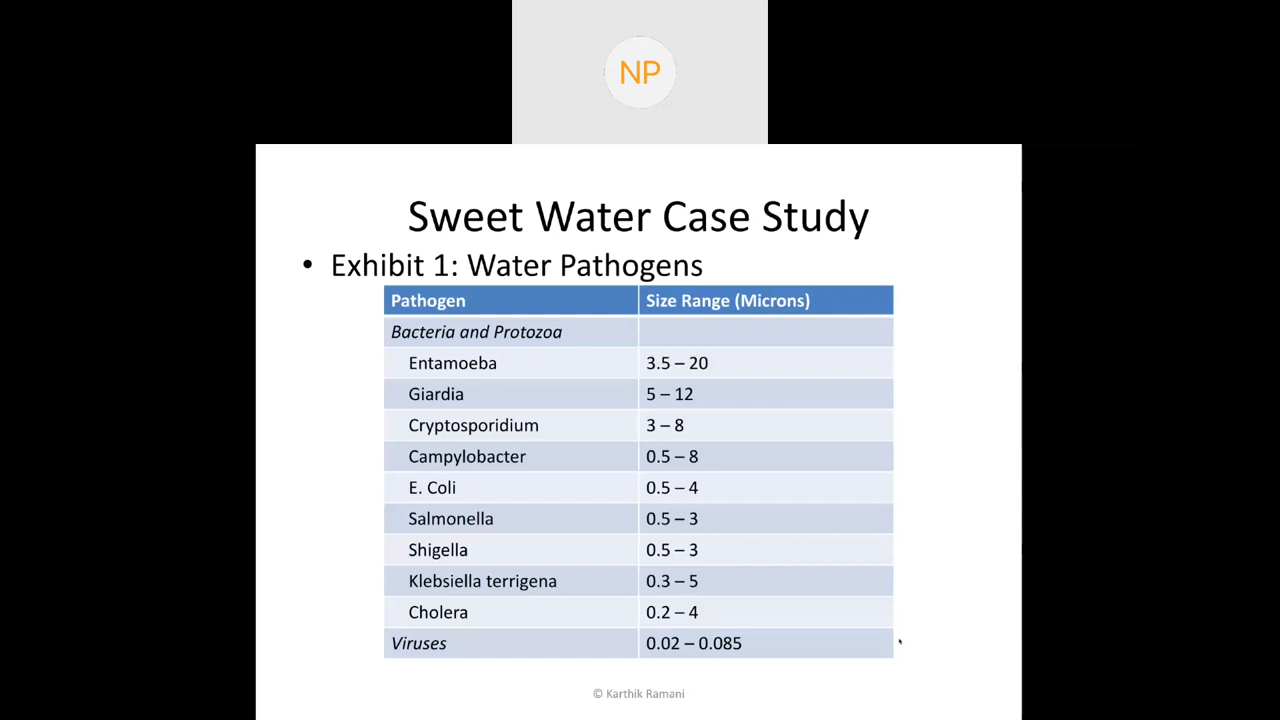 NP
Sweet Water Case Study
• Exhibit 1: Water Pathogens
Pathogen Size Range (Microns)
Bacteria and Protozoa
Entamoeba 3.5 – 20
Giardia 5 – 12
Cryptosporidium 3 – 8
Campylobacter 0.5 – 8
E. Coli 0.5 – 4
Salmonella 0.5 – 3
Shigella 0.5 – 3
Klebsiella terrigena 0.3 – 5
Cholera 0.2 – 4
Viruses 0.02 – 0.085
© Karthik Ramani